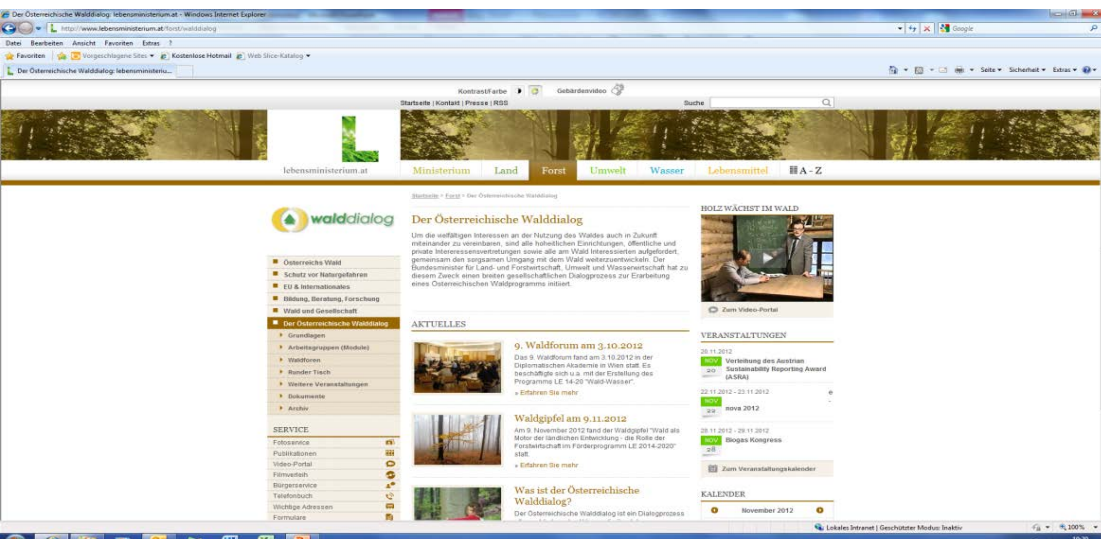 Der Österreichische Walddialog: lebensministerium.at - Windows Internet Explorer
http://www.lebensministerium.at/forst/walddialog
Google
Datei Bearbeiten Ansicht Favoriten Extras ?
Favoriten Vorgeschlagene Sites Kostenlose Hotmail Web Slice-Katalog
Der Österreichische Walddialog: lebensministeriu...
Seite Sicherheit Extras
Kontrast/Farbe Gebärdenvideo
Startseite | Kontakt | Presse | RSS Suche
lebensministerium.at
Ministerium Land Forst Umwelt Wasser Lebensmittel A - Z
Startseite > Forst > Der Österreichische Walddialog
walddialog
Österreichs Wald
Schutz vor Naturgefahren
EU & Internationales
Bildung, Beratung, Forschung
Wald und Gesellschaft
Der Österreichische Walddialog
Grundlagen
Arbeitsgruppen (Module)
Waldforen
Runder Tisch
Weitere Veranstaltungen
Dokumente
Archiv
SERVICE
Fotoservice
Publikationen
Video-Portal
Filmverleih
Bürgerservice
Telefonbuch
Wichtige Adressen
Formulare
Der Österreichische Walddialog
Um die vielfältigen Interessen an der Nutzung des Waldes auch in Zukunft
miteinander zu vereinbaren, sind alle hoheitlichen Einrichtungen, öffentliche und
private Interessensvertretungen sowie alle am Wald Interessierten aufgefordert,
gemeinsam den sorgsamen Umgang mit dem Wald weiterzuentwickeln. Der
Bundesminister für Land- und Forstwirtschaft, Umwelt und Wasserwirtschaft hat zu
diesem Zweck einen breiten gesellschaftlichen Dialogprozess zur Erarbeitung
eines Österreichischen Waldprogramms initiiert.
AKTUELLES
9. Waldforum am 3.10.2012
Das 9. Waldforum fand am 3.10.2012 in der
Diplomatischen Akademie in Wien statt. Es
beschäftigte sich u.a. mit der Erstellung des
Programms LE 14-20 "Wald-Wasser".
» Erfahren Sie mehr
Waldgipfel am 9.11.2012
Am 9. November 2012 fand der Waldgipfel "Wald als
Motor der ländlichen Entwicklung - die Rolle der
Forstwirtschaft im Förderprogramm LE 2014-2020"
statt.
» Erfahren Sie mehr
Was ist der Österreichische
Walddialog?
Der Österreichische Walddialog ist ein Dialogprozess
HOLZ WÄCHST IM WALD
Zum Video-Portal
VERANSTALTUNGEN
20.11.2012
NOV
20
Verleihung des Austrian
Sustainability Reporting Award
(ASRA)
22.11.2012 - 23.11.2012
NOV
22
nova 2012
28.11.2012 - 29.11.2012
NOV
28
Biogas Kongress
Zum Veranstaltungskalender
KALENDER
November 2012
Lokales Intranet | Geschützter Modus: Inaktiv
100%